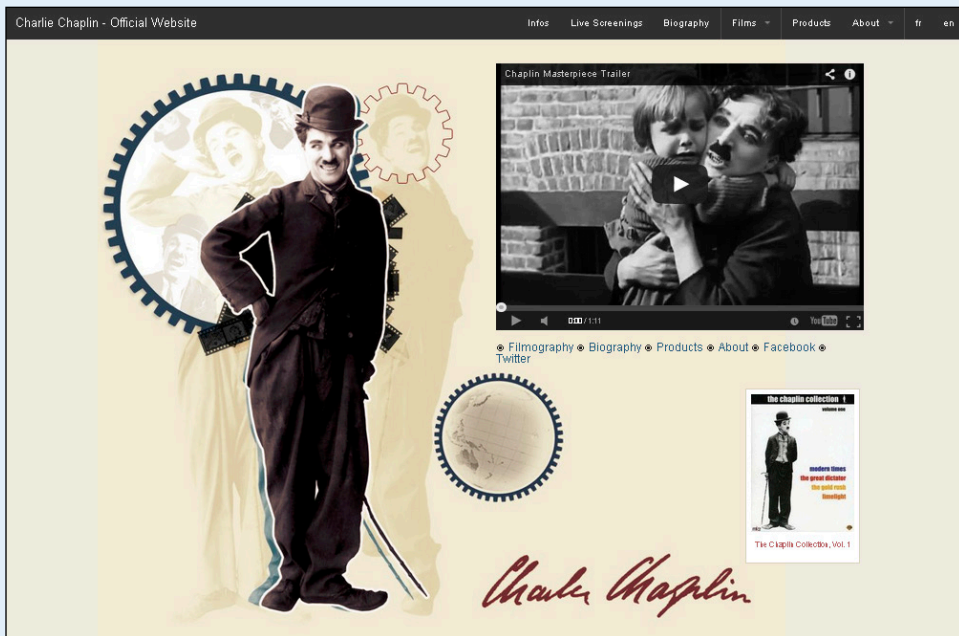 Charlie Chaplin - Official Website
Infos Live Screenings Biography Films Products About fr en
Chaplin Masterpiece Trailer
0:00 / 1:11
YouTube
Filmography Biography Products About Facebook
Twitter
the chaplin collection
volume one
modern times
the great dictator
the gold rush
limelight
The Chaplin Collection, Vol. 1
Charles Chaplin